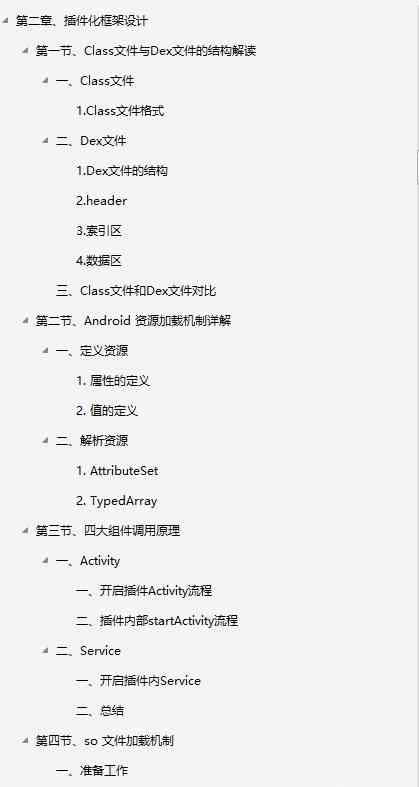 第二章、插件化框架设计
第一节、Class文件与Dex文件的结构解读
一、Class文件
1.Class文件格式
二、Dex文件
1.Dex文件的结构
2.header
3.索引区
4.数据区
三、Class文件和Dex文件对比
第二节、Android 资源加载机制详解
一、定义资源
1. 属性的定义
2. 值的定义
二、解析资源
1. AttributeSet
2. TypedArray
第三节、四大组件调用原理
一、Activity
一、开启插件Activity流程
二、插件内部startActivity流程
二、Service
一、开启插件内Service
二、总结
第四节、so 文件加载机制
一、准备工作